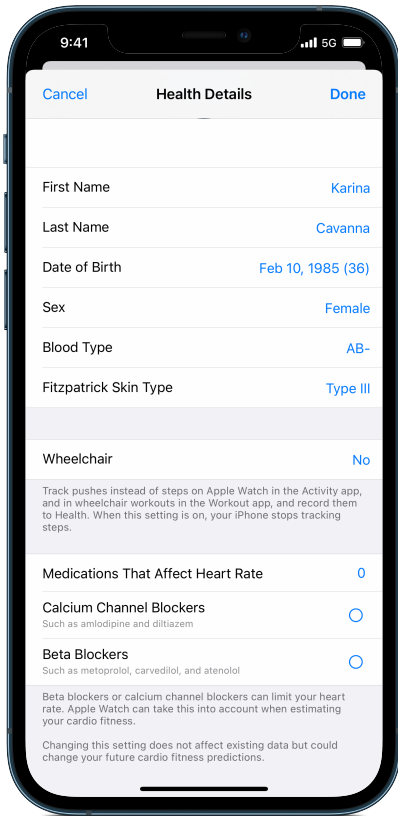 9:41 5G
Cancel Health Details Done
First Name Karina
Last Name Cavanna
Date of Birth Feb 10, 1985 (36)
Sex Female
Blood Type AB-
Fitzpatrick Skin Type Type III
Wheelchair No
Track pushes instead of steps on Apple Watch in the Activity app,
and in wheelchair workouts in the Workout app, and record them
to Health. When this setting is on, your iPhone stops tracking
steps.
Medications That Affect Heart Rate 0
Calcium Channel Blockers
Such as amlodipine and diltiazem
Beta Blockers
Such as metoprolol, carvedilol, and atenolol
Beta blockers or calcium channel blockers can limit your heart
rate. Apple Watch can take this into account when estimating
your cardio fitness.
Changing this setting does not affect existing data but could
change your future cardio fitness predictions.